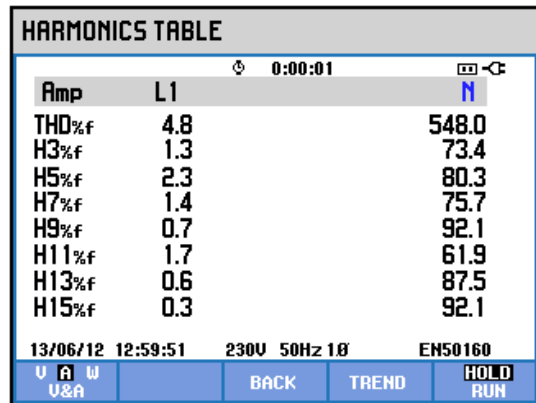 HARMONICS TABLE
0:00:01
Amp L1 N
THD%f 4.8 548.0
H3%f 1.3 73.4
H5%f 2.3 80.3
H7%f 1.4 75.7
H9%f 0.7 92.1
H11%f 1.7 61.9
H13%f 0.6 87.5
H15%f 0.3 92.1
13/06/12 12:59:51 230V 50Hz 1Ø EN50160
V A W BACK TREND HOLD
V&A RUN